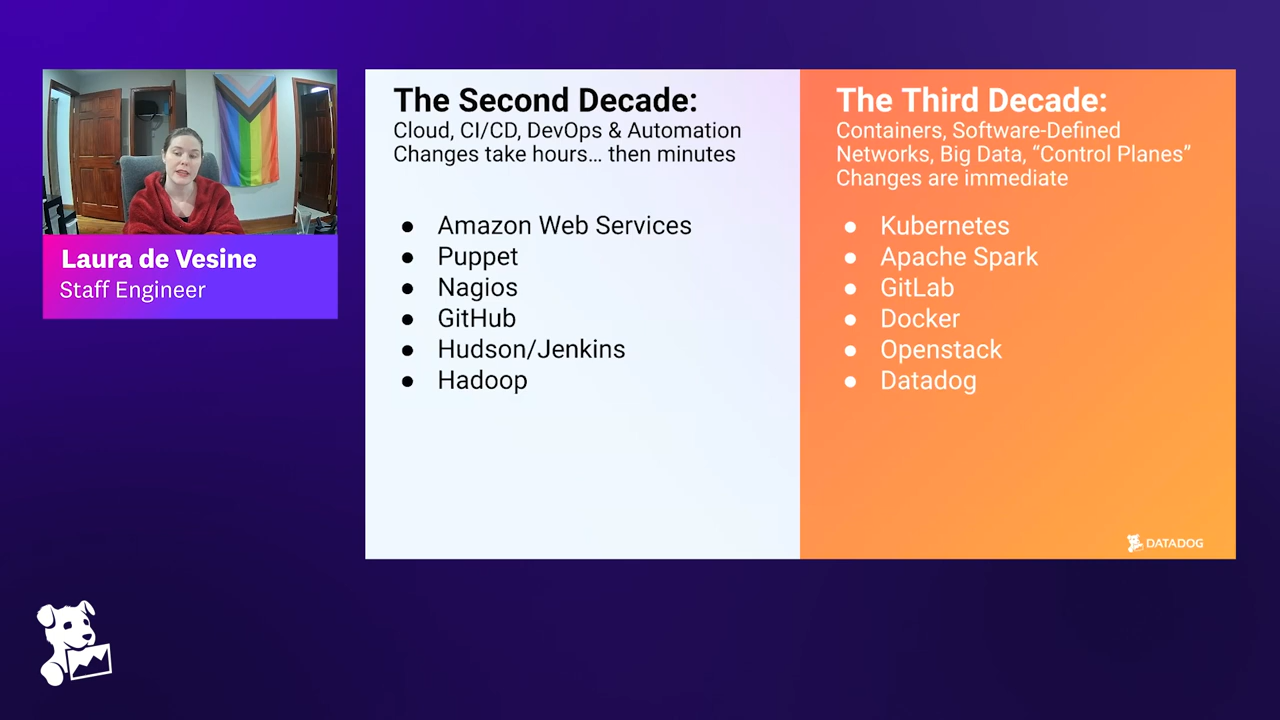 Laura de Vesine
Staff Engineer
The Second Decade:
Cloud, CI/CD, DevOps & Automation
Changes take hours… then minutes
● Amazon Web Services
● Puppet
● Nagios
● GitHub
● Hudson/Jenkins
● Hadoop
The Third Decade:
Containers, Software-Defined
Networks, Big Data, “Control Planes”
Changes are immediate
● Kubernetes
● Apache Spark
● GitLab
● Docker
● Openstack
● Datadog
DATADOG